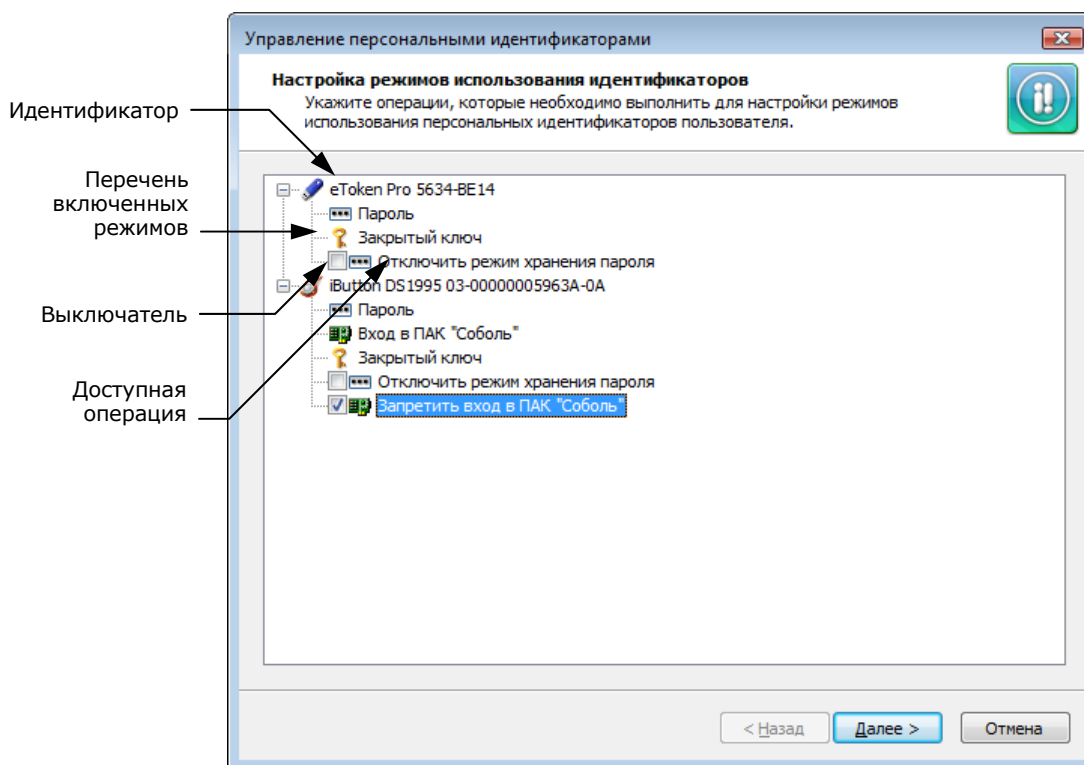 Управление персональными идентификаторами
Настройка режимов использования идентификаторов
Укажите операции, которые необходимо выполнить для настройки режимов
использования персональных идентификаторов пользователя.
Идентификатор
Перечень
включенных
режимов
Выключатель
Доступная
операция
eToken Pro 5634-BE14
Пароль
Закрытый ключ
Отключить режим хранения пароля
iButton DS1995 03-00000005963A-0A
Пароль
Вход в ПАК "Соболь"
Закрытый ключ
Отключить режим хранения пароля
Запретить вход в ПАК "Соболь"
< Назад
Далее >
Отмена